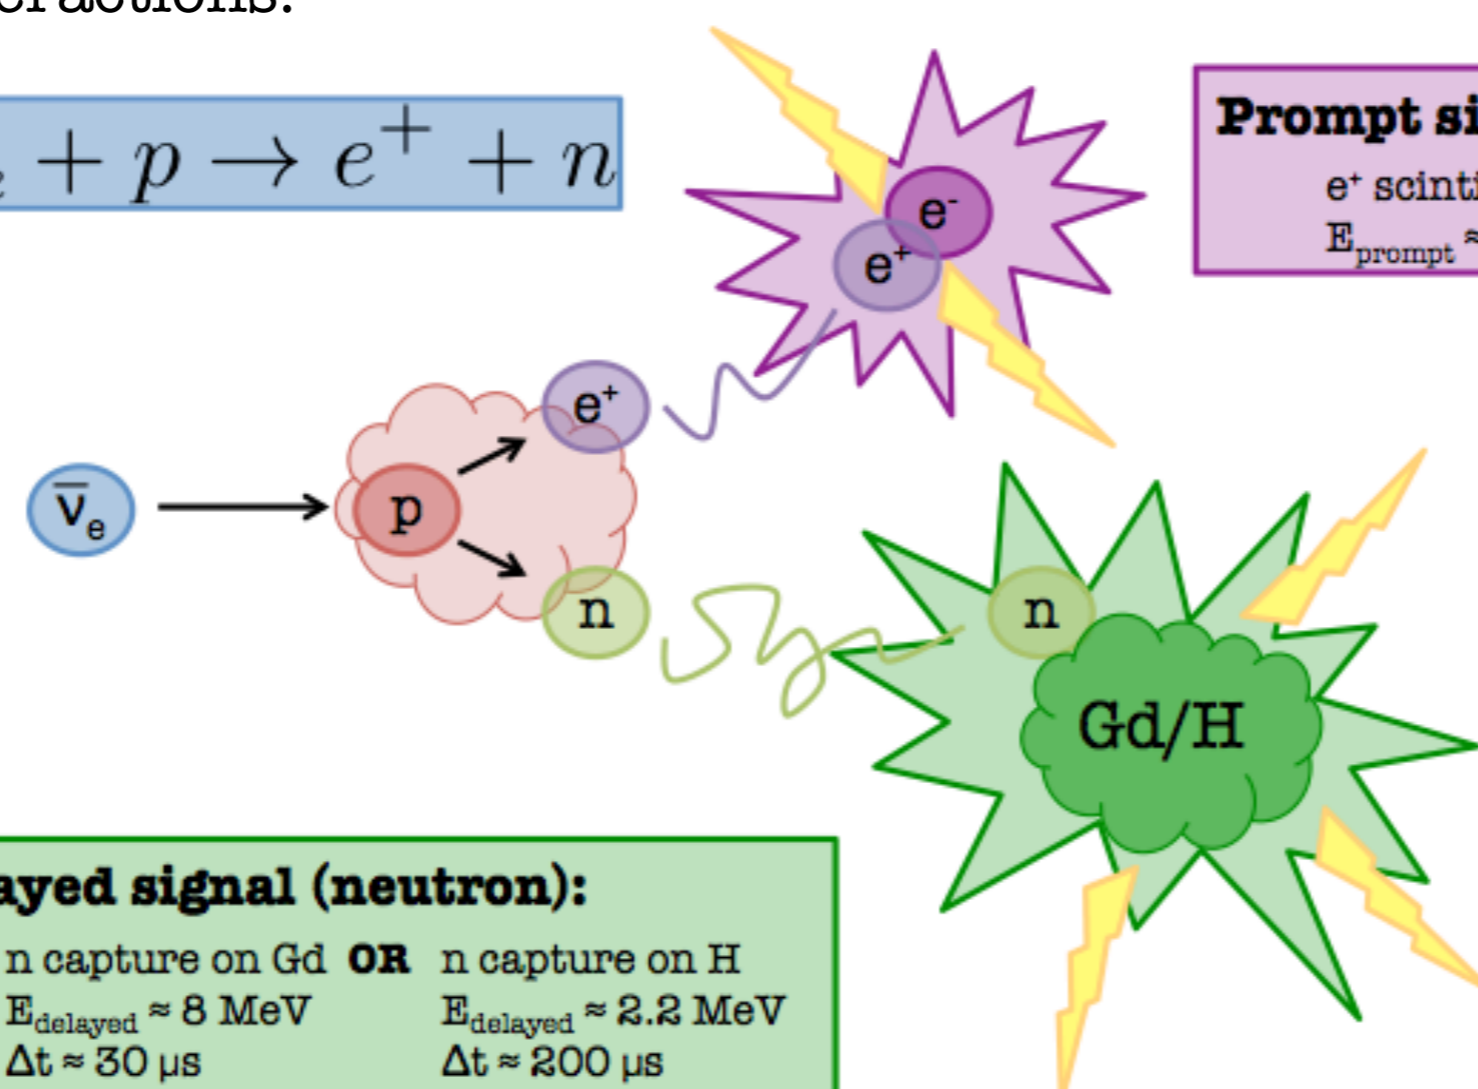 eractions.
+ p → e⁺ + n
Prompt si
e⁺ scinti
E_prompt ≈
e⁻
e⁺
e⁺
ν̄_e
p
n
n
Gd/H
ayed signal (neutron):
n capture on Gd OR n capture on H
E_delayed ≈ 8 MeV E_delayed ≈ 2.2 MeV
Δt ≈ 30 μs Δt ≈ 200 μs